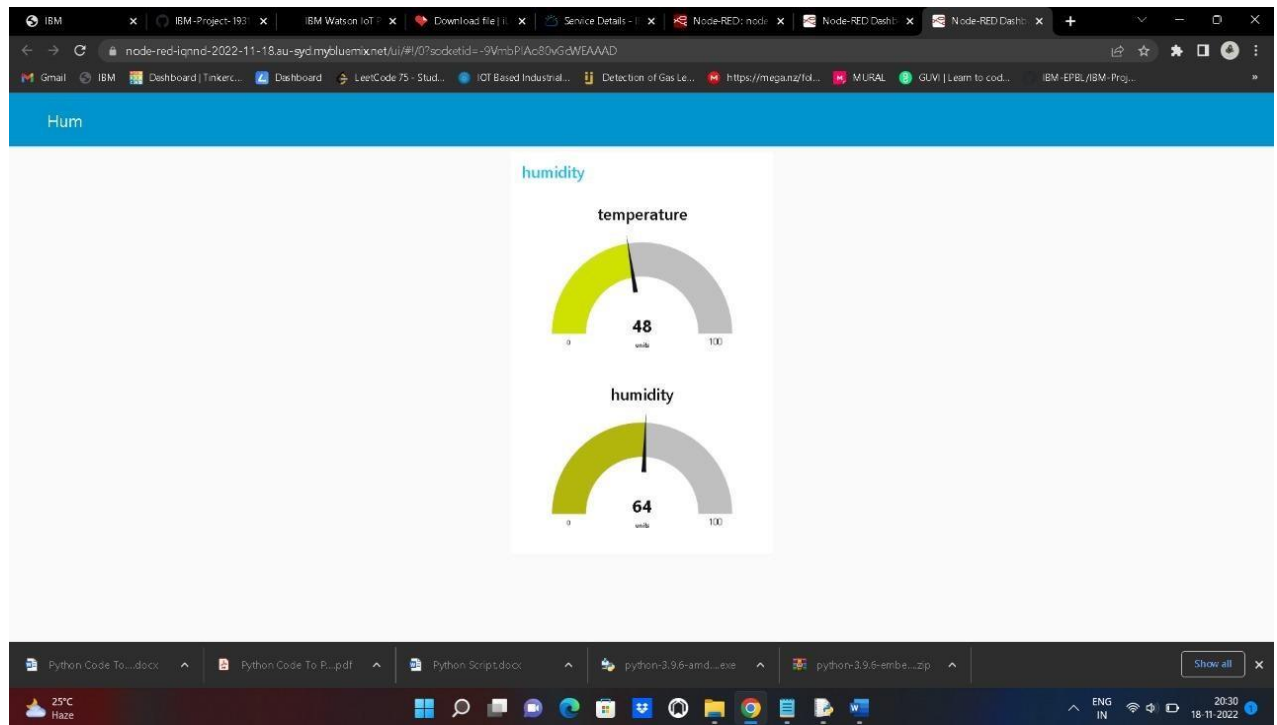 IBM
IBM-Project-193
IBM Watson IoT P
Download file | iL
Service Details - I
Node-RED: node
Node-RED Dashb
Node-RED Dashb
node-red-iqnnd-2022-11-18.au-syd.mybluemix.net/ui/#!/0?socketid=-9VmbPlAo80vGdWEAAAD
Gmail
IBM
Dashboard | Tinkerc...
Dashboard
LeetCode 75 - Stud...
IOT Based Industrial...
Detection of Gas Le...
https://mega.nz/fol...
MURAL
GUVI | Learn to cod...
IBM-EPBL/IBM-Proj...
Hum
humidity
temperature
48
units
0
100
humidity
64
units
0
100
Python Code To....docx
Python Code To P....pdf
Python Script.docx
python-3.9.6-amd....exe
python-3.9.6-embe....zip
Show all
25°C
Haze
ENG
IN
20:30
18-11-2022
1